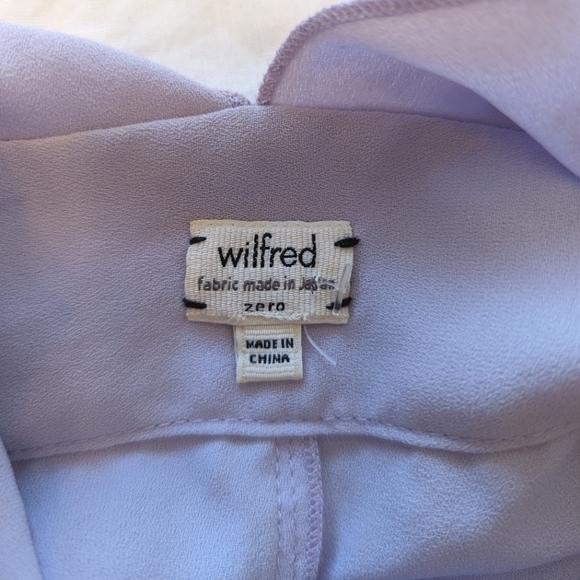 wilfred
fabric made in Japan
zero
MADE IN
CHINA